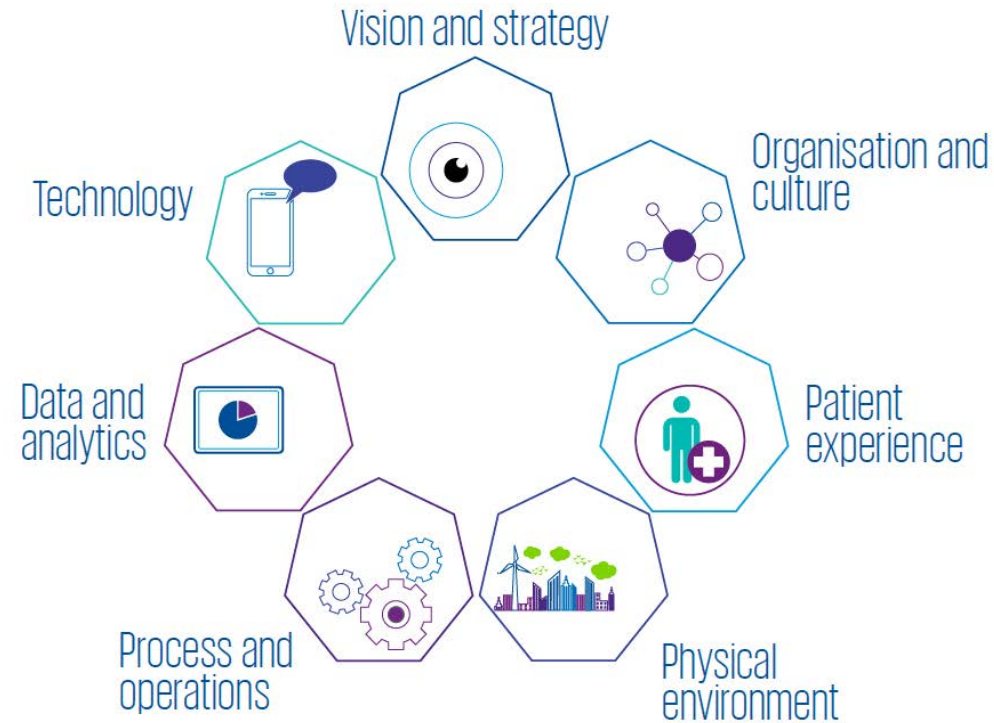 Vision and strategy
Organisation and
culture
Technology
Patient
experience
Data and
analytics
Physical
environment
Process and
operations